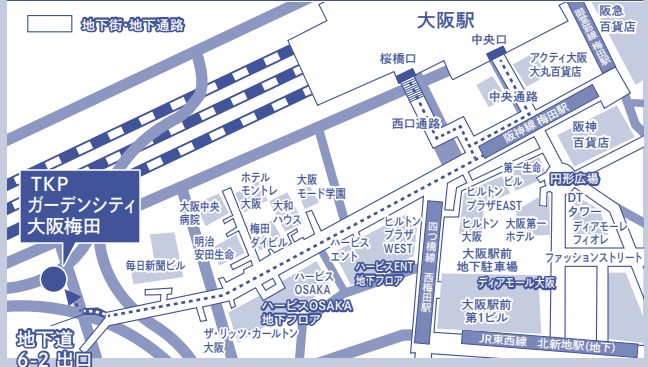 地下街・地下通路
大阪駅
中央口
桜橋口
御堂筋線 梅田駅
阪急
百貨店
アクティ大阪
大丸百貨店
中央通路
西口通路
阪神線 梅田駅
阪神
百貨店
TKP
ガーデンシティ
大阪梅田
大阪中央
病院
ホテル
モントレ
大阪
大阪
モード学園
大和
ハウス
梅田
ダイビル
明治
安田生命
毎日新聞ビル
第一生命
ビル
円形広場
ヒルトン
プラザEAST
DT
タワー
ヒルトン
プラザ
WEST
ヒルトン
大阪
大阪第一
ホテル
ディアモーレ
フィオレ
ハービス
エント
四つ橋線 西梅田駅
大阪駅前
地下駐車場
ファッションストリート
ハービスENT
地下フロア
ハービス
OSAKA
ディアモール大阪
ハービスOSAKA
地下フロア
大阪駅前
第1ビル
ザ・リッツ・カールトン
大阪
地下道
6-2 出口
JR東西線 北新地駅(地下)